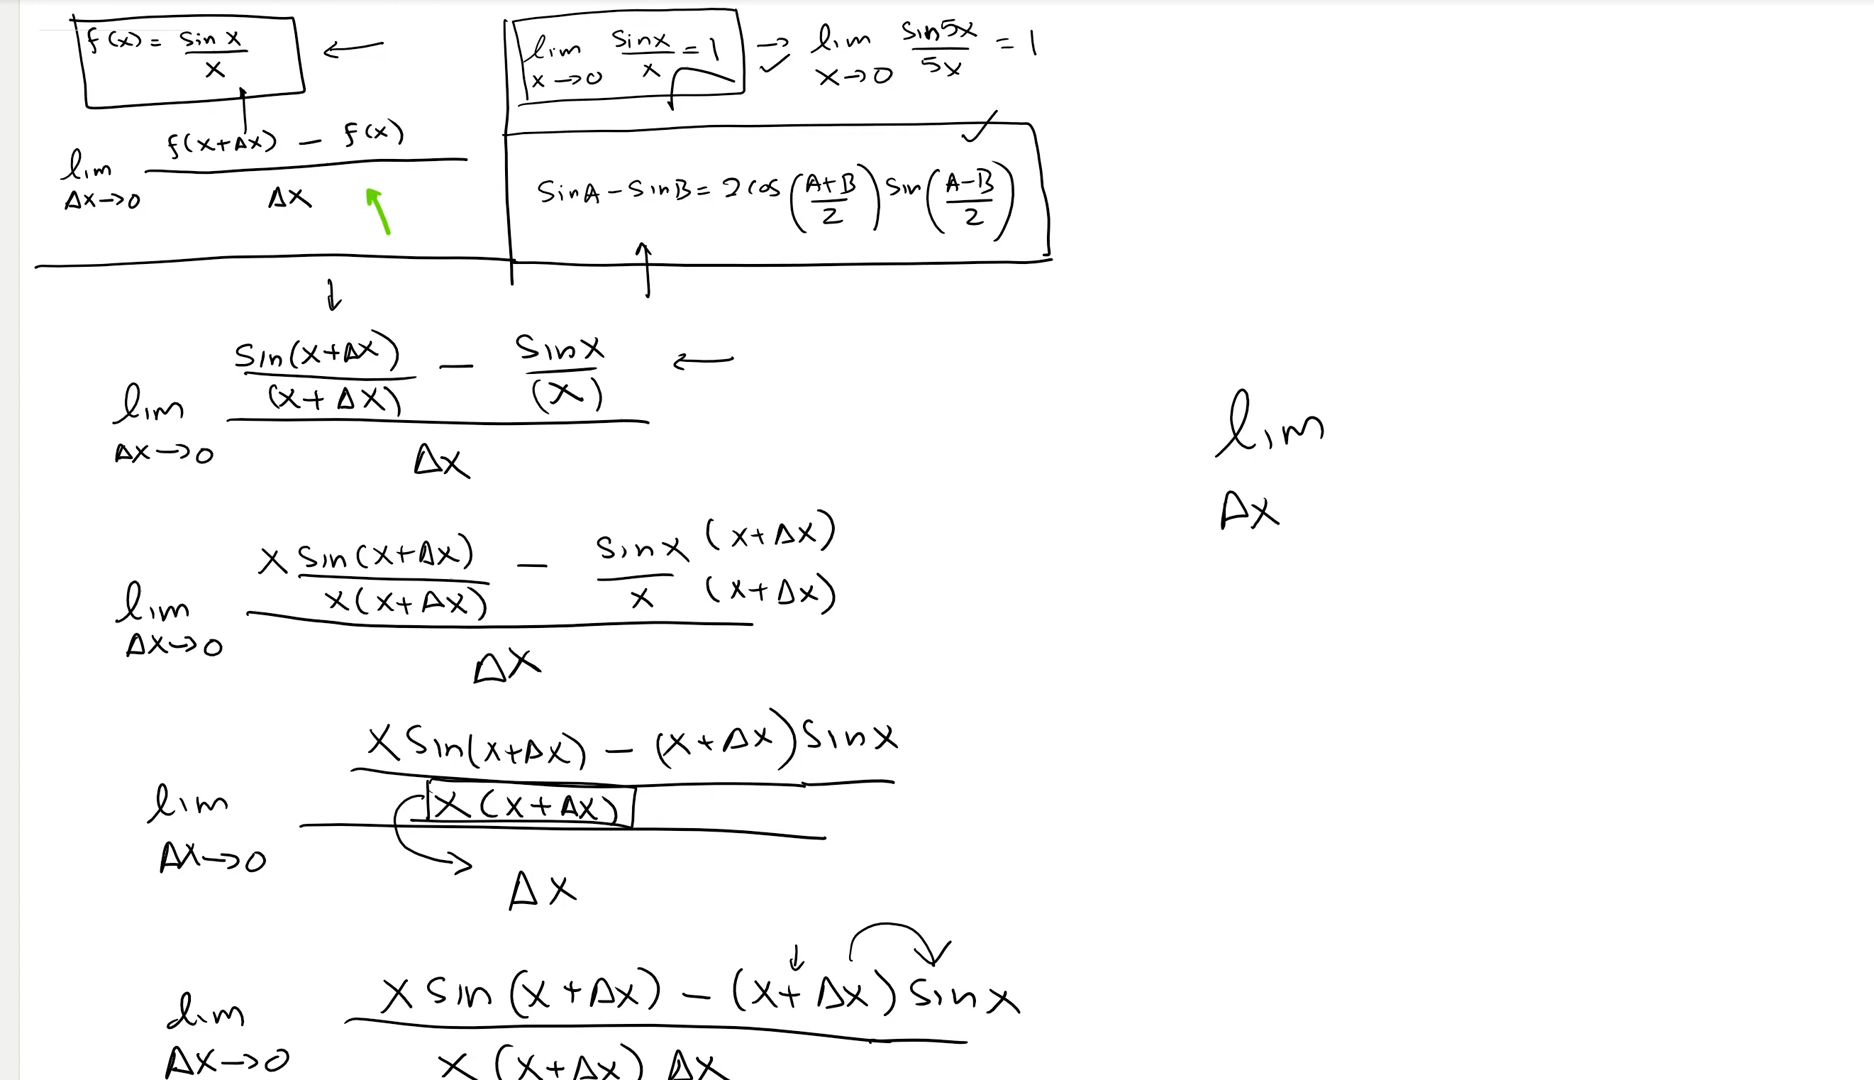 f(x) = sin x / x
lim x→0 sin x / x = 1 → lim x→0 sin 5x / 5x = 1
lim Δx→0 f(x+Δx) − f(x) / Δx
Sin A − Sin B = 2 cos (A+B / 2) sin (A−B / 2)
lim Δx→0 Sin(x+Δx) / (x+Δx) − Sin x / (x) / Δx
lim Δx
lim Δx→0 x Sin(x+Δx) / x(x+Δx) − Sin x (x+Δx) / x (x+Δx) / Δx
lim Δx→0 x Sin(x+Δx) − (x+Δx) Sin x / x(x+Δx) / Δx
lim Δx→0 x Sin(x+Δx) − (x+Δx) Sin x / x(x+Δx) Δx